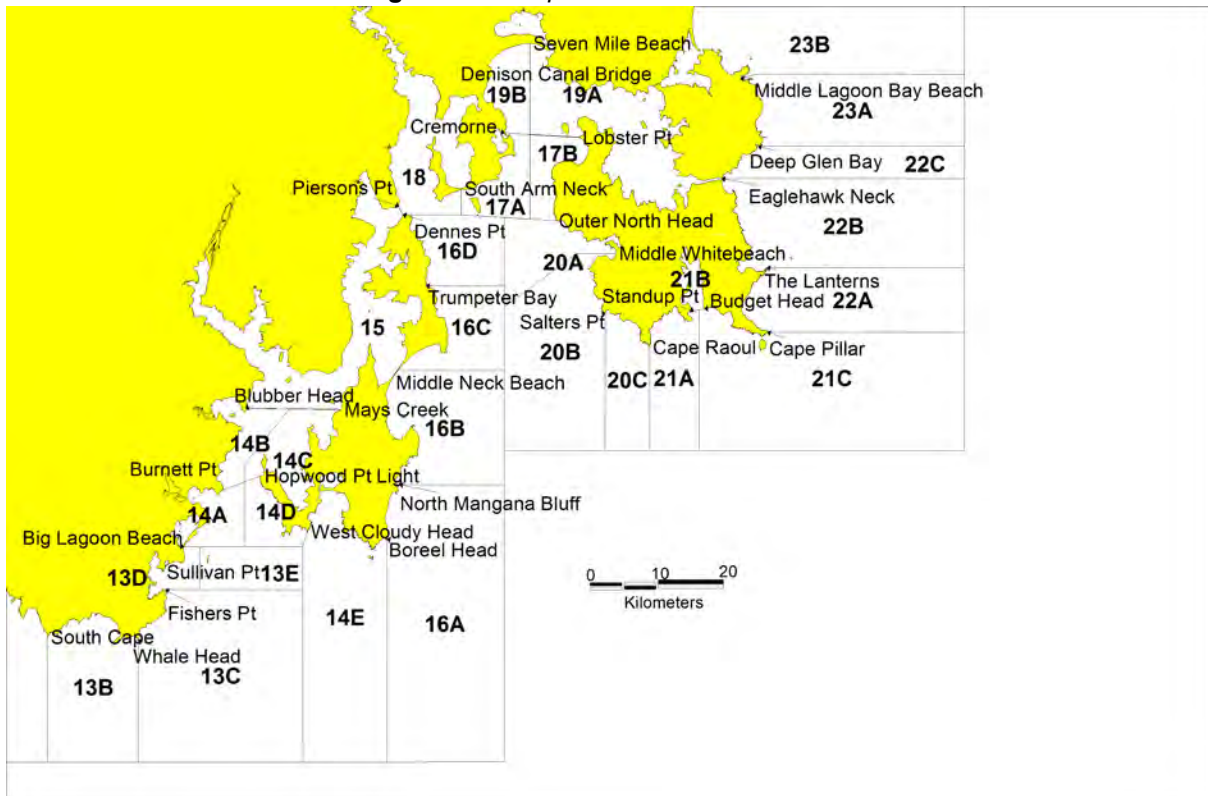 Seven Mile Beach
23B
Denison Canal Bridge
Middle Lagoon Bay Beach
19B
19A
23A
Cremorne
Lobster Pt
17B
Deep Glen Bay
22C
18
Piersons Pt
South Arm Neck
17A
Eaglehawk Neck
Outer North Head
22B
Dennes Pt
16D
Middle Whitebeach
20A
21B
The Lanterns
Trumpeter Bay
Standup Pt
Budget Head
22A
15
16C
Salters Pt
20B
Cape Raoul
Cape Pillar
20C
21A
21C
Middle Neck Beach
Blubber Head
Mays Creek
16B
14B
14C
Burnett Pt
Hopwood Pt Light
North Mangana Bluff
14A
14D
Big Lagoon Beach
West Cloudy Head
Boreel Head
13D
Sullivan Pt
13E
0 10 20
Kilometers
Fishers Pt
14E
16A
South Cape
Whale Head
13B
13C